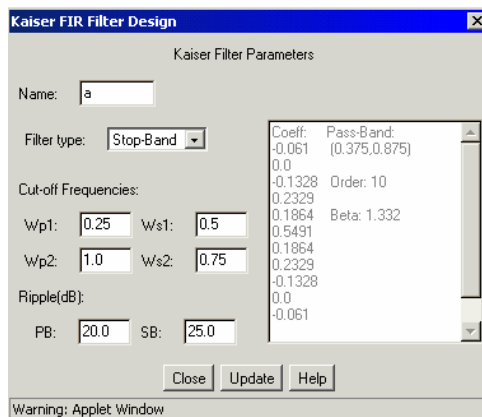 Kaiser FIR Filter Design
Kaiser Filter Parameters
Name: a
Filter type: Stop-Band
Cut-off Frequencies:
Wp1: 0.25 Ws1: 0.5
Wp2: 1.0 Ws2: 0.75
Ripple(dB):
PB: 20.0 SB: 25.0
Coeff: Pass-Band:
-0.061 (0.375,0.875)
0.0
-0.1328 Order: 10
0.2329
0.1864 Beta: 1.332
0.5491
0.1864
0.2329
-0.1328
0.0
-0.061
Close Update Help
Warning: Applet Window